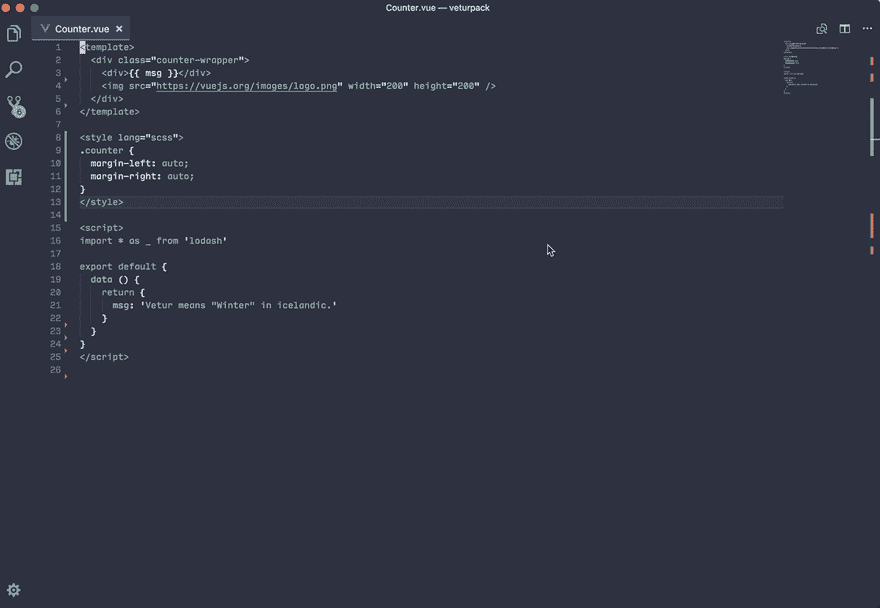 Counter.vue — veturpack
Counter.vue ×
1 <template>
2 <div class="counter-wrapper">
3 <div>{{ msg }}</div>
4 <img src="https://vuejs.org/images/logo.png" width="200" height="200" />
5 </div>
6 </template>
7
8 <style lang="scss">
9 .counter {
10 margin-left: auto;
11 margin-right: auto;
12 }
13 </style>
14
15 <script>
16 import * as _ from 'lodash'
17
18 export default {
19 data () {
20 return {
21 msg: 'Vetur means "Winter" in icelandic.'
22 }
23 }
24 }
25 </script>
26